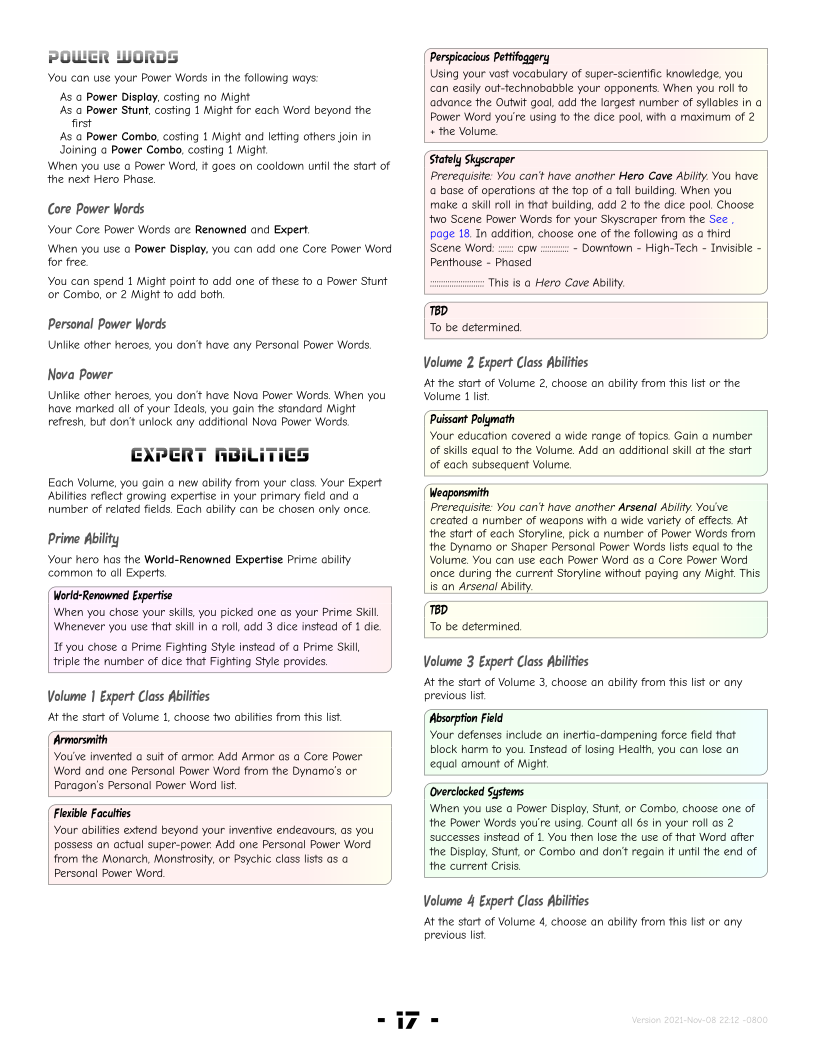 POWER WORDS
You can use your Power Words in the following ways:
As a Power Display, costing no Might
As a Power Stunt, costing 1 Might for each Word beyond the
first
As a Power Combo, costing 1 Might and letting others join in
Joining a Power Combo, costing 1 Might.
When you use a Power Word, it goes on cooldown until the start of
the next Hero Phase.
Core Power Words
Your Core Power Words are Renowned and Expert.
When you use a Power Display, you can add one Core Power Word
for free.
You can spend 1 Might point to add one of these to a Power Stunt
or Combo, or 2 Might to add both.
Personal Power Words
Unlike other heroes, you don't have any Personal Power Words.
Nova Power
Unlike other heroes, you don't have Nova Power Words. When you
have marked all of your Ideals, you gain the standard Might
refresh, but don't unlock any additional Nova Power Words.
EXPERT ABILITIES
Each Volume, you gain a new ability from your class. Your Expert
Abilities reflect growing expertise in your primary field and a
number of related fields. Each ability can be chosen only once.
Prime Ability
Your hero has the World-Renowned Expertise Prime ability
common to all Experts.
World-Renowned Expertise
When you chose your skills, you picked one as your Prime Skill.
Whenever you use that skill in a roll, add 3 dice instead of 1 die.
If you chose a Prime Fighting Style instead of a Prime Skill,
triple the number of dice that Fighting Style provides.
Volume 1 Expert Class Abilities
At the start of Volume 1, choose two abilities from this list.
Armorsmith
You've invented a suit of armor. Add Armor as a Core Power
Word and one Personal Power Word from the Dynamo's or
Paragon's Personal Power Word list.
Flexible Faculties
Your abilities extend beyond your inventive endeavours, as you
possess an actual super-power. Add one Personal Power Word
from the Monarch, Monstrosity, or Psychic class lists as a
Personal Power Word.
Perspicacious Pettifoggery
Using your vast vocabulary of super-scientific knowledge, you
can easily out-technobabble your opponents. When you roll to
advance the Outwit goal, add the largest number of syllables in a
Power Word you're using to the dice pool, with a maximum of 2
+ the Volume.
Stately Skyscraper
Prerequisite: You can't have another Hero Cave Ability. You have
a base of operations at the top of a tall building. When you
make a skill roll in that building, add 2 to the dice pool. Choose
two Scene Power Words for your Skyscraper from the See ,
page 18. In addition, choose one of the following as a third
Scene Word: ::::::: cpw ::::::::::::: - Downtown - High-Tech - Invisible -
Penthouse - Phased
::::::::::::::::::::::::: This is a Hero Cave Ability.
TBD
To be determined.
Volume 2 Expert Class Abilities
At the start of Volume 2, choose an ability from this list or the
Volume 1 list.
Puissant Polymath
Your education covered a wide range of topics. Gain a number
of skills equal to the Volume. Add an additional skill at the start
of each subsequent Volume.
Weaponsmith
Prerequisite: You can't have another Arsenal Ability. You've
created a number of weapons with a wide variety of effects. At
the start of each Storyline, pick a number of Power Words from
the Dynamo or Shaper Personal Power Words lists equal to the
Volume. You can use each Power Word as a Core Power Word
once during the current Storyline without paying any Might. This
is an Arsenal Ability.
TBD
To be determined.
Volume 3 Expert Class Abilities
At the start of Volume 3, choose an ability from this list or any
previous list.
Absorption Field
Your defenses include an inertia-dampening force field that
block harm to you. Instead of losing Health, you can lose an
equal amount of Might.
Overclocked Systems
When you use a Power Display, Stunt, or Combo, choose one of
the Power Words you're using. Count all 6s in your roll as 2
successes instead of 1. You then lose the use of that Word after
the Display, Stunt, or Combo and don't regain it until the end of
the current Crisis.
Volume 4 Expert Class Abilities
At the start of Volume 4, choose an ability from this list or any
previous list.
- 17 -
Version 2021-Nov-08 22:12 -0800